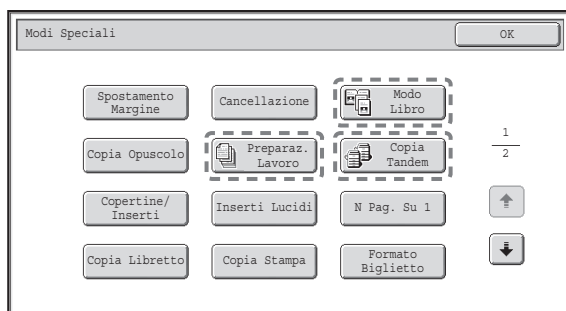 Modi Speciali
OK
Spostamento
Margine
Cancellazione
Modo
Libro
Copia Opuscolo
Preparaz.
Lavoro
Copia
Tandem
1
2
Copertine/
Inserti
Inserti Lucidi
N Pag. Su 1
Copia Libretto
Copia Stampa
Formato
Biglietto